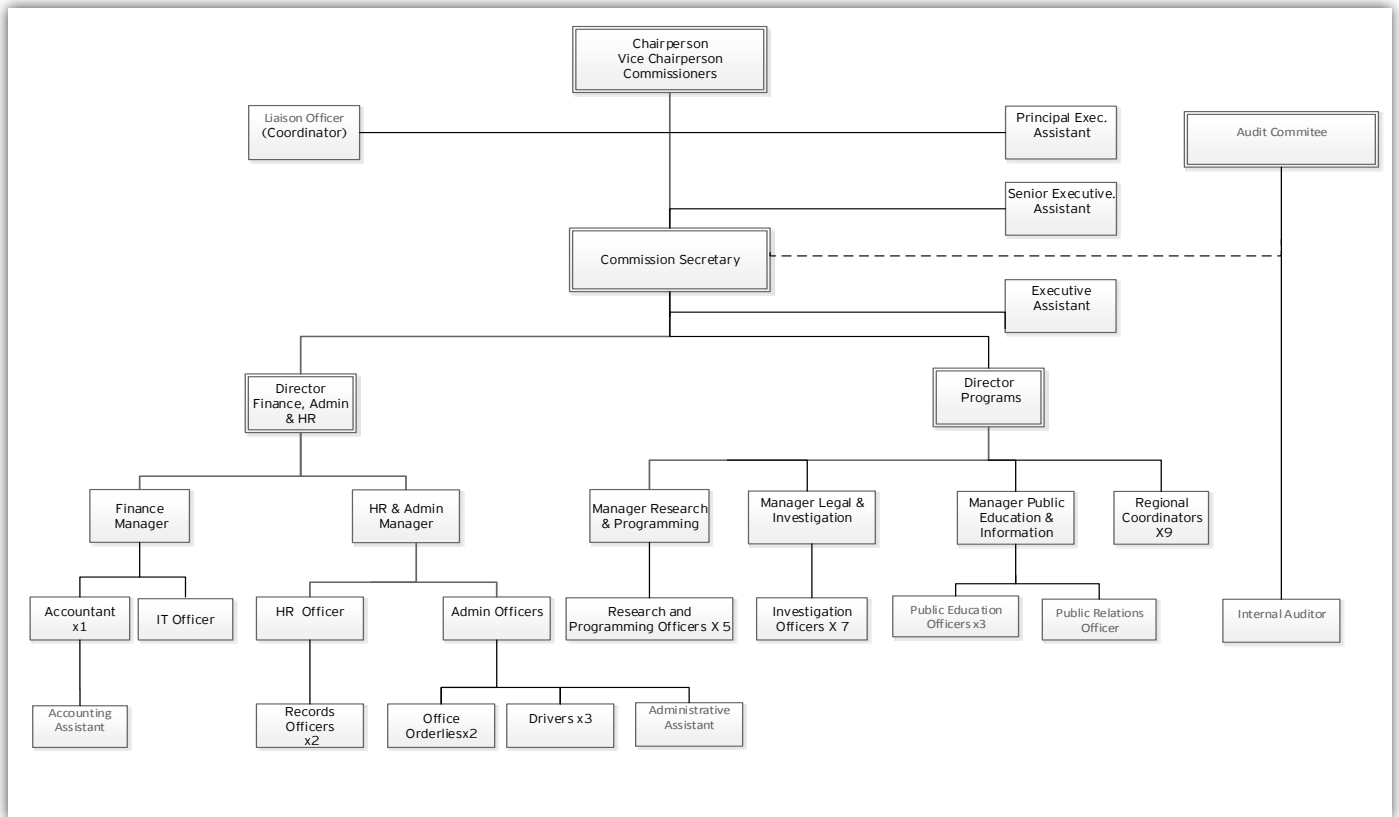 Chairperson
Vice Chairperson
Commissioners
Liaison Officer
(Coordinator)
Principal Exec.
Assistant
Audit Commitee
Senior Executive.
Assistant
Commission Secretary
Executive
Assistant
Director
Finance, Admin
& HR
Director
Programs
Finance
Manager
HR & Admin
Manager
Manager Research
& Programming
Manager Legal &
Investigation
Manager Public
Education &
Information
Regional
Coordinators
X9
Accountant
x1
IT Officer
HR Officer
Admin Officers
Research and
Programming Officers X 5
Investigation
Officers X 7
Public Education
Officers x3
Public Relations
Officer
Internal Auditor
Accounting
Assistant
Records
Officers
x2
Office
Orderliesx2
Drivers x3
Administrative
Assistant